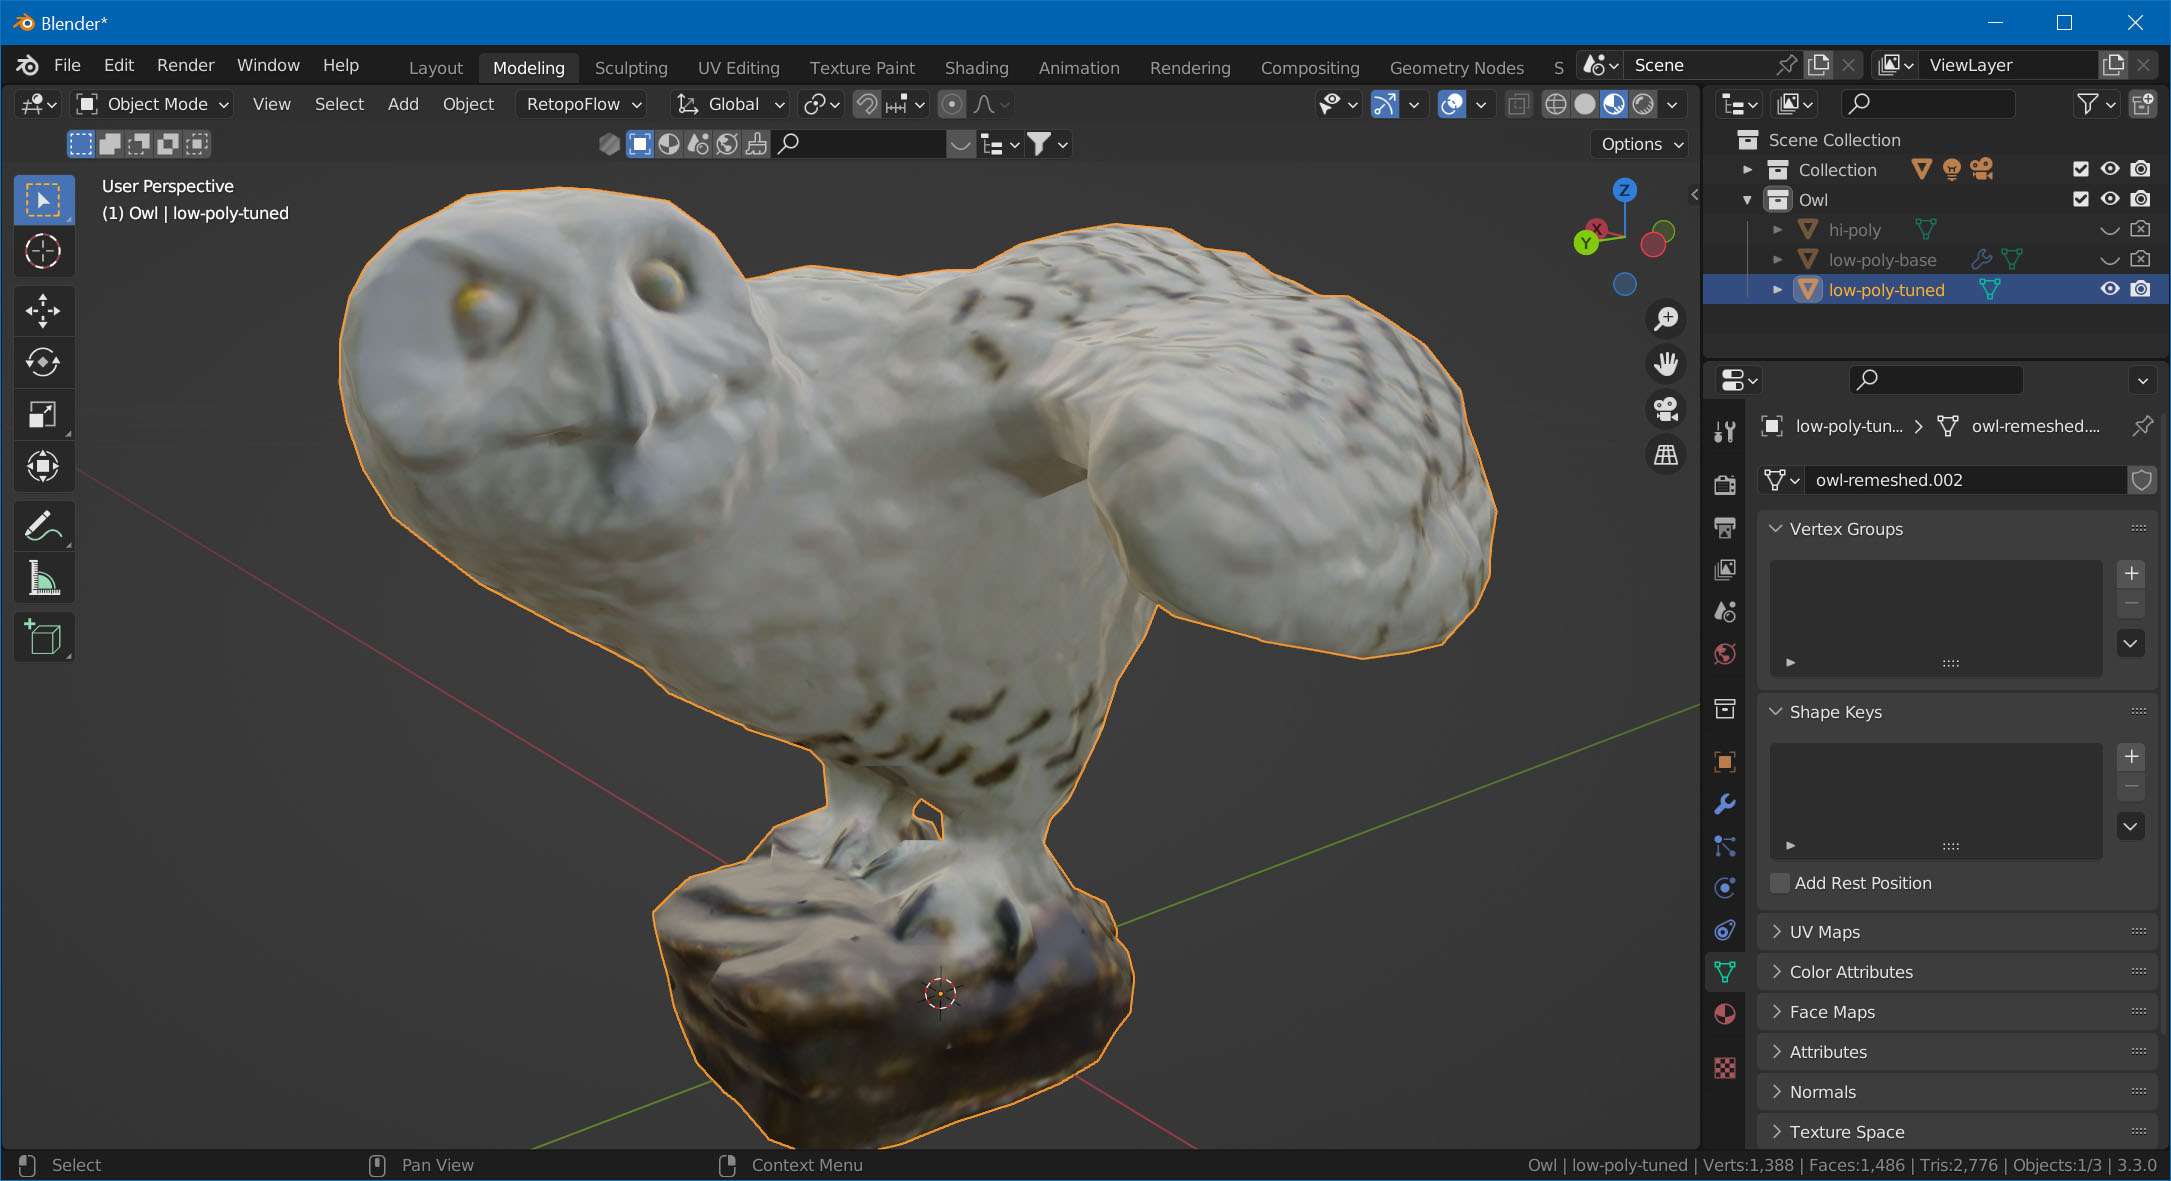 Blender*
File Edit Render Window Help Layout Modeling Sculpting UV Editing Texture Paint Shading Animation Rendering Compositing Geometry Nodes S Scene ViewLayer
Object Mode View Select Add Object RetopoFlow Global
Options
User Perspective
(1) Owl | low-poly-tuned
Z
X
Y
Scene Collection
Collection
Owl
hi-poly
low-poly-base
low-poly-tuned
low-poly-tun... owl-remeshed....
owl-remeshed.002
Vertex Groups
Shape Keys
Add Rest Position
UV Maps
Color Attributes
Face Maps
Attributes
Normals
Texture Space
Select Pan View Context Menu Owl | low-poly-tuned | Verts:1,388 | Faces:1,486 | Tris:2,776 | Objects:1/3 | 3.3.0